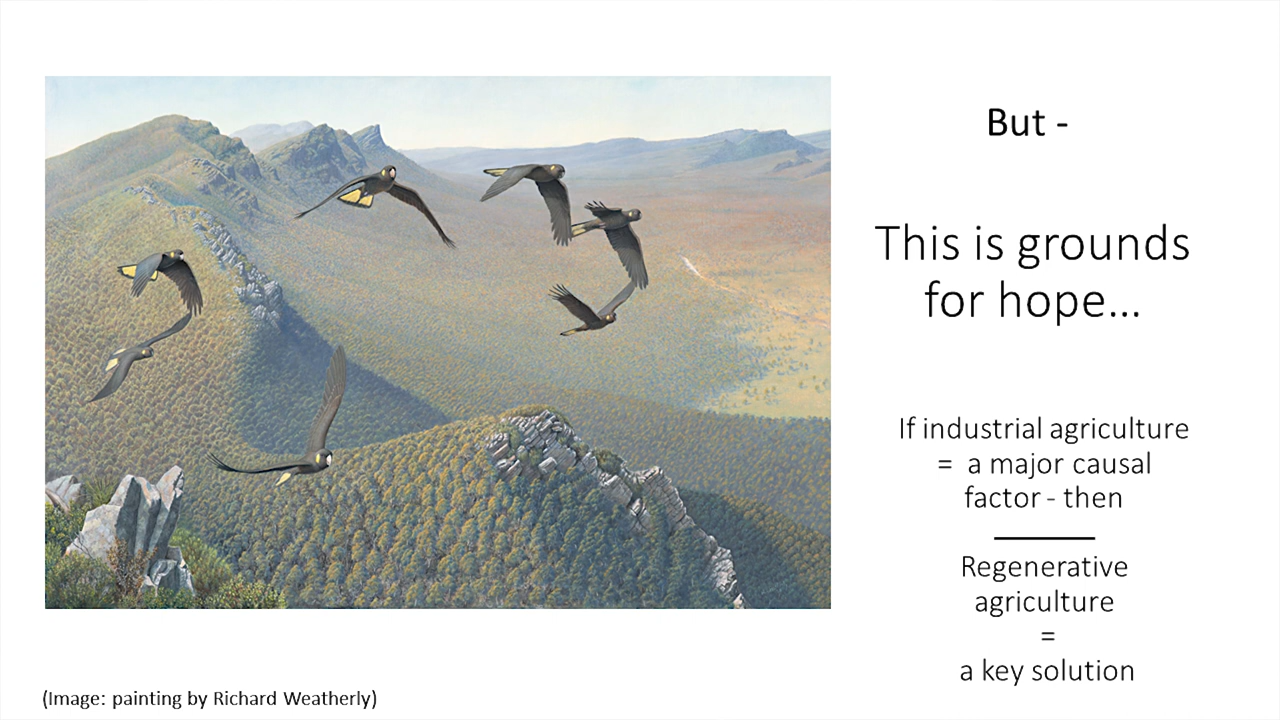 But -
This is grounds
for hope...
If industrial agriculture
= a major causal
factor - then
Regenerative
agriculture
=
a key solution
(Image: painting by Richard Weatherly)